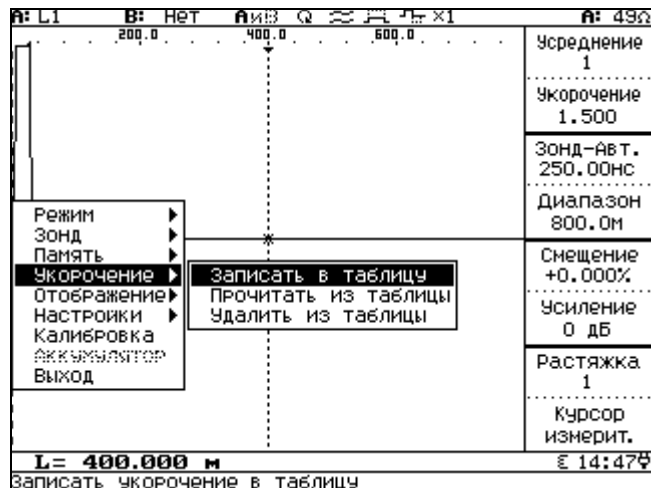 A: L1 B: Нет АиВ Q ×1 A: 49Ω
200.0 400.0 600.0
Усреднение
1
Укорочение
1.500
Зонд-Авт.
250.00нс
Диапазон
800.0м
Смещение
+0.000%
Усиление
0 дБ
Растяжка
1
Курсор
измерит.
Режим
Зонд
Память
Укорочение
Отображение
Настройки
Калибровка
Аккумулятор
Выход
Записать в таблицу
Прочитать из таблицы
Удалить из таблицы
L= 400.000 м
14:47
Записать укорочение в таблицу